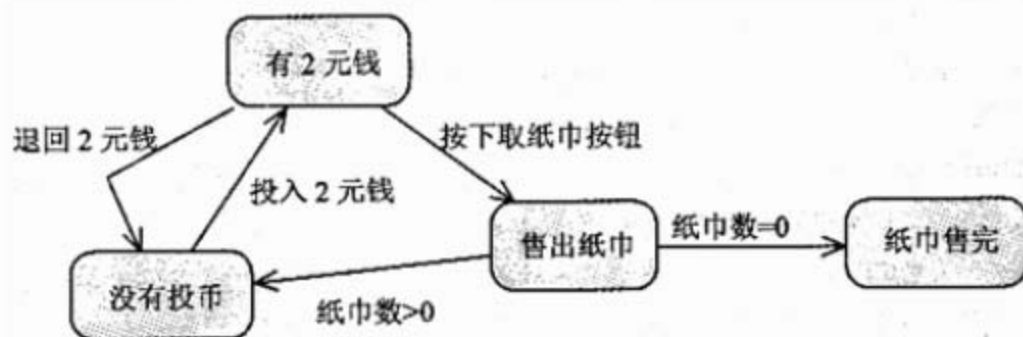 有 2 元钱
退回 2 元钱
按下取纸巾按钮
投入 2 元钱
售出纸巾
纸巾数=0
纸巾售完
没有投币
纸巾数>0